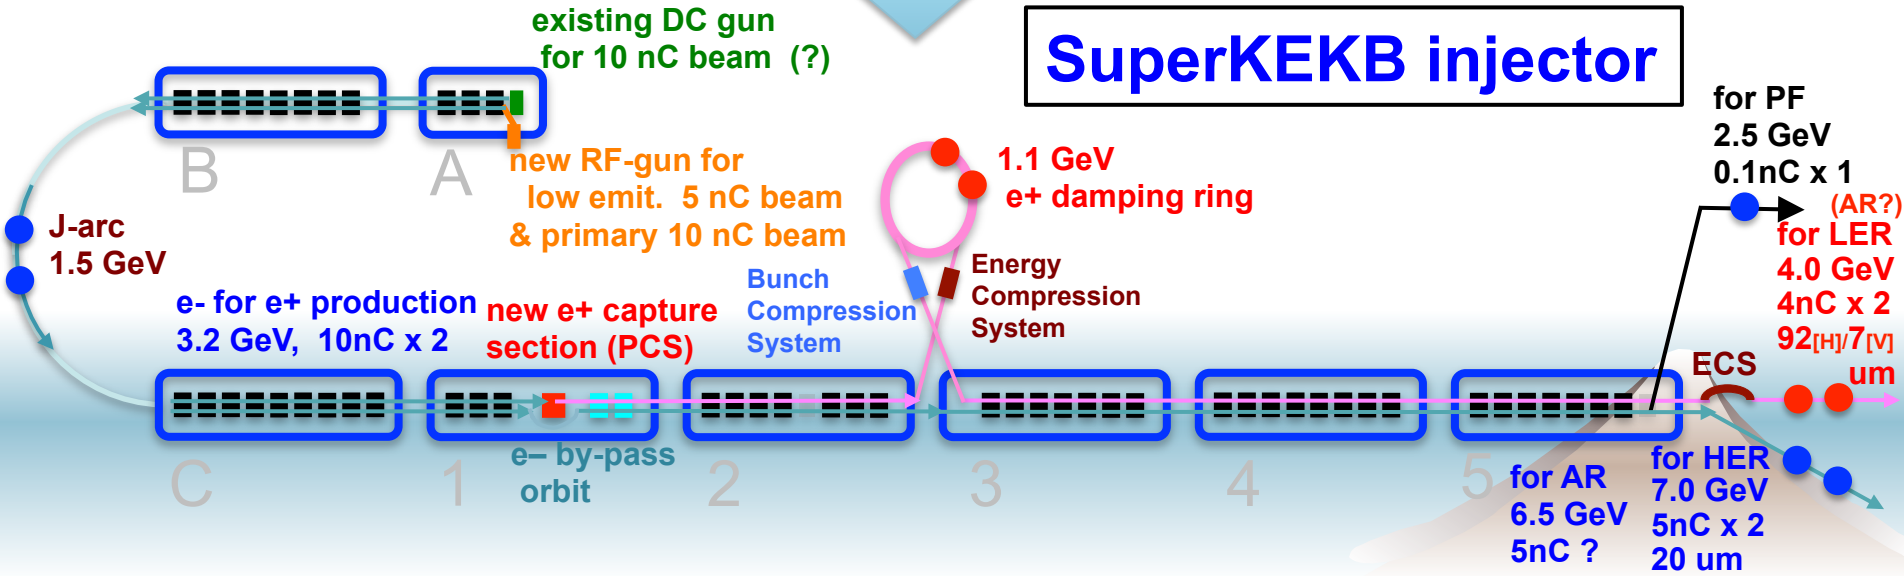 existing DC gun
for 10 nC beam (?)
SuperKEKB injector
for PF
2.5 GeV
0.1nC x 1
(AR?)
for LER
4.0 GeV
4nC x 2
92[H]/7[V]
um
B
A
new RF-gun for
low emit. 5 nC beam
& primary 10 nC beam
1.1 GeV
e+ damping ring
J-arc
1.5 GeV
Bunch
Compression
System
Energy
Compression
System
e- for e+ production
3.2 GeV, 10nC x 2
new e+ capture
section (PCS)
ECS
e– by-pass
orbit
C
1
2
3
4
5
for AR
6.5 GeV
5nC ?
for HER
7.0 GeV
5nC x 2
20 um